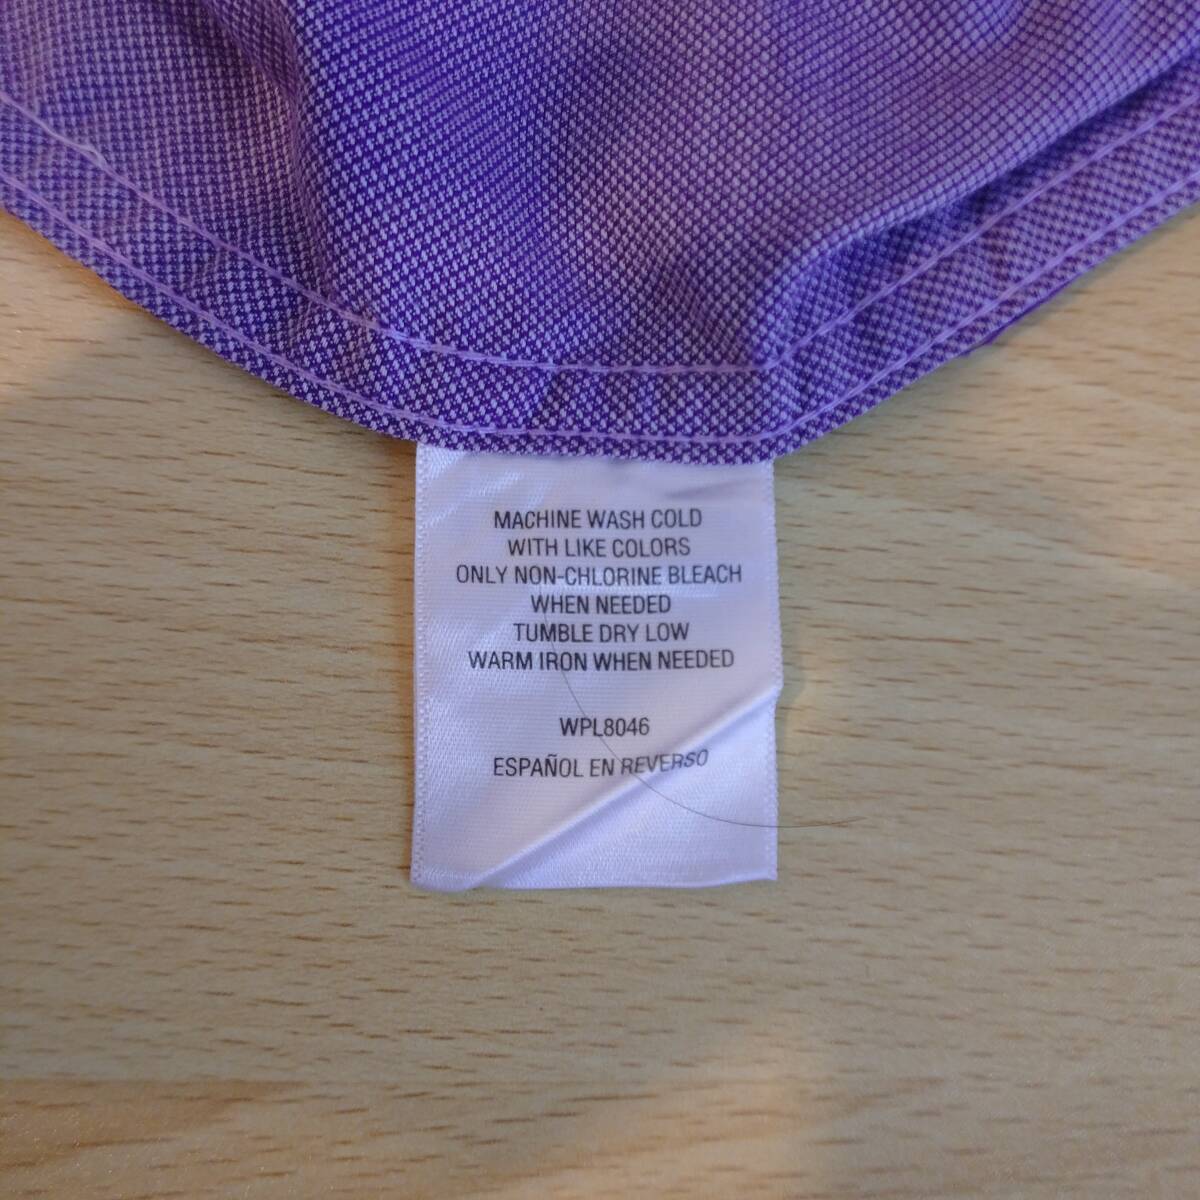 MACHINE WASH COLD
WITH LIKE COLORS
ONLY NON-CHLORINE BLEACH
WHEN NEEDED
TUMBLE DRY LOW
WARM IRON WHEN NEEDED
WPL8046
ESPAÑOL EN REVERSO